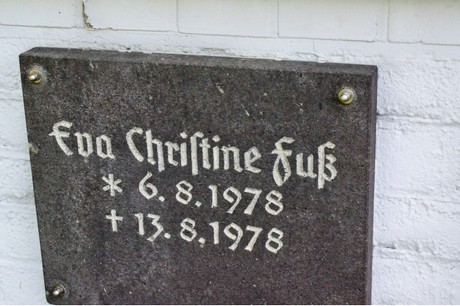 Eva Chriſtine Fuß
* 6. 8. 1978
† 13. 8. 1978